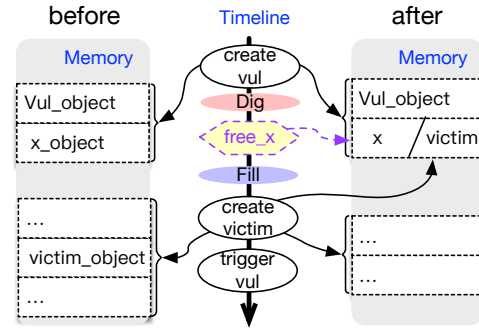 before
Timeline
after
Memory
create
vul
Memory
Vul_object
x_object
Dig
Vul_object
free_x
x
victim
Fill
...
victim_object
...
create
victim
...
...
trigger
vul